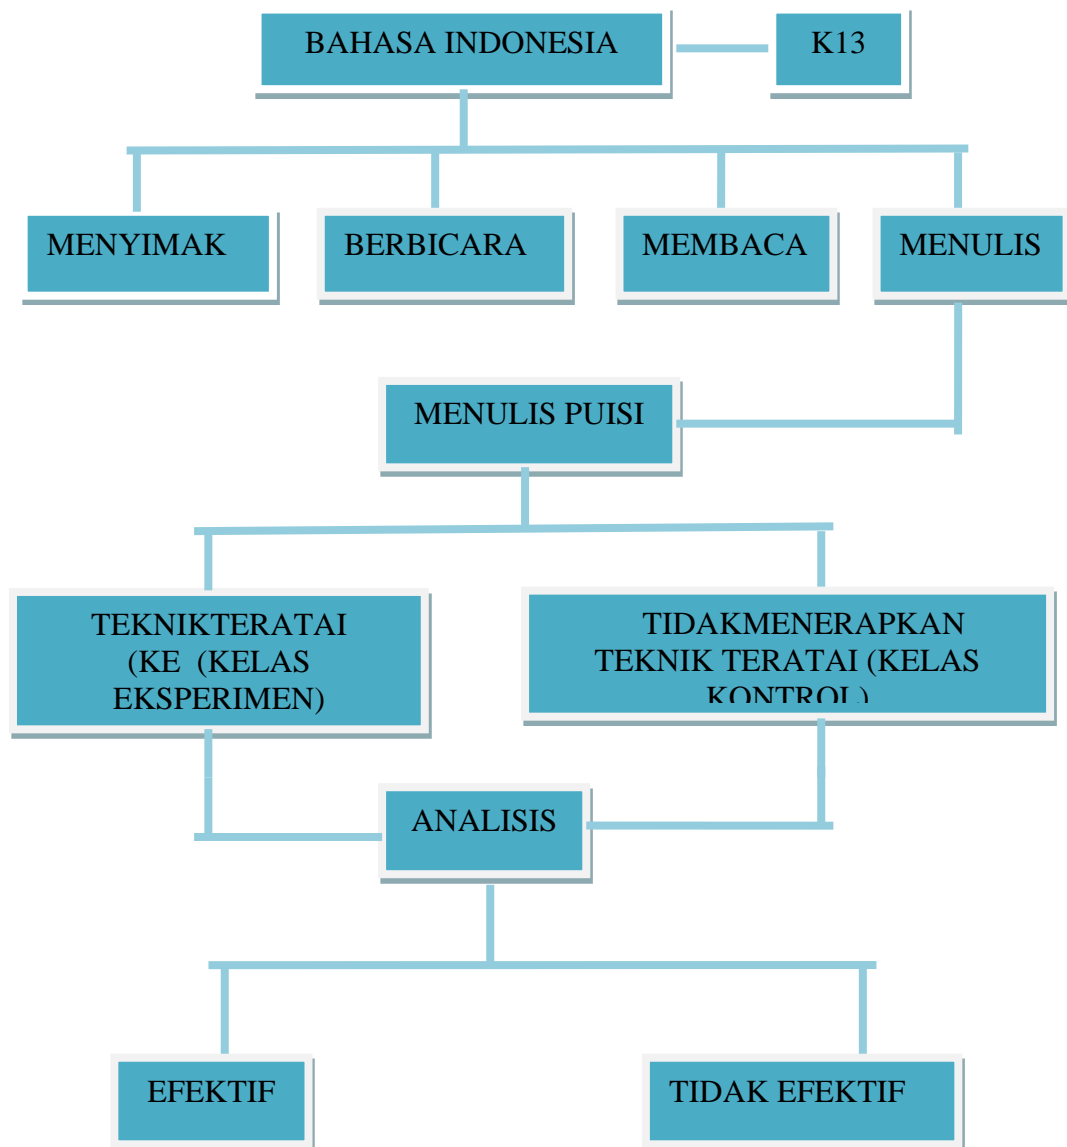 BAHASA INDONESIA
K13
MENYIMAK
BERBICARA
MEMBACA
MENULIS
MENULIS PUISI
TEKNIKTERATAI
(KE (KELAS
EKSPERIMEN)
TIDAKMENERAPKAN
TEKNIK TERATAI (KELAS
KONTROL)
ANALISIS
EFEKTIF
TIDAK EFEKTIF